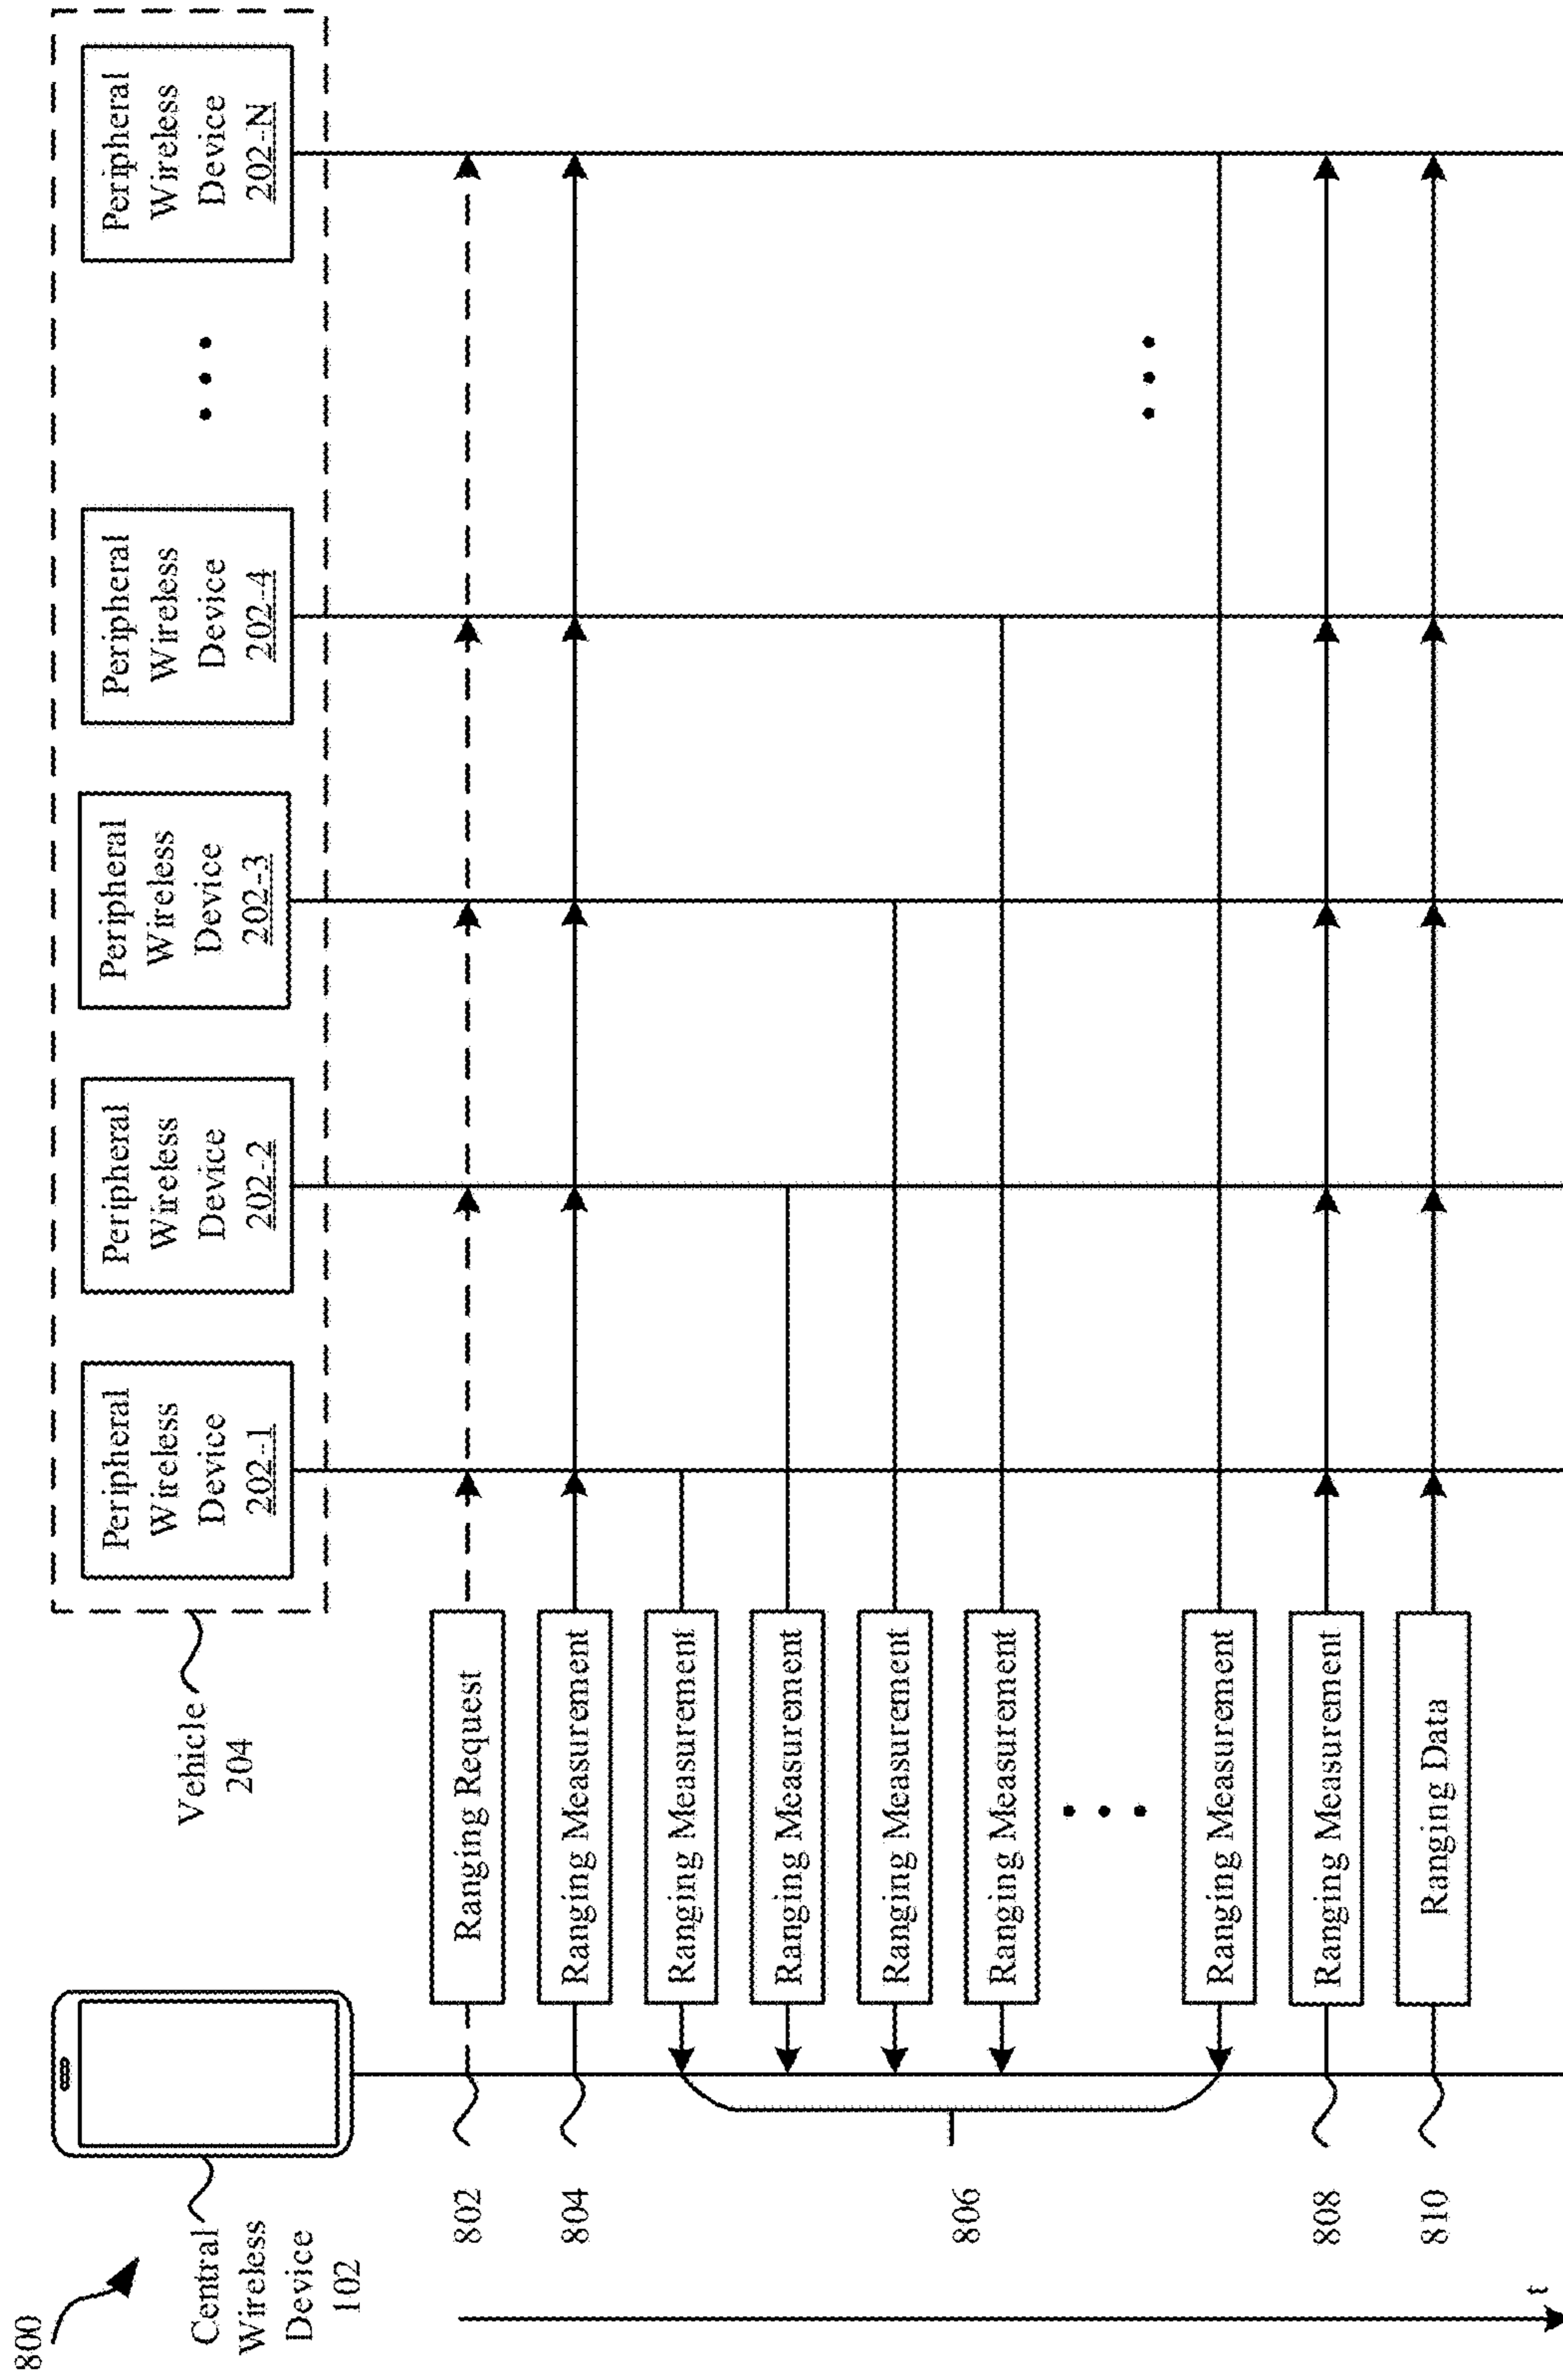 800
Central
Wireless
Device
102
Vehicle
204
Peripheral
Wireless
Device
202-1
Peripheral
Wireless
Device
202-2
Peripheral
Wireless
Device
202-3
Peripheral
Wireless
Device
202-4
Peripheral
Wireless
Device
202-N
802
Ranging Request
804
Ranging Measurement
Ranging Measurement
Ranging Measurement
Ranging Measurement
806
Ranging Measurement
Ranging Measurement
808
Ranging Measurement
810
Ranging Data
t